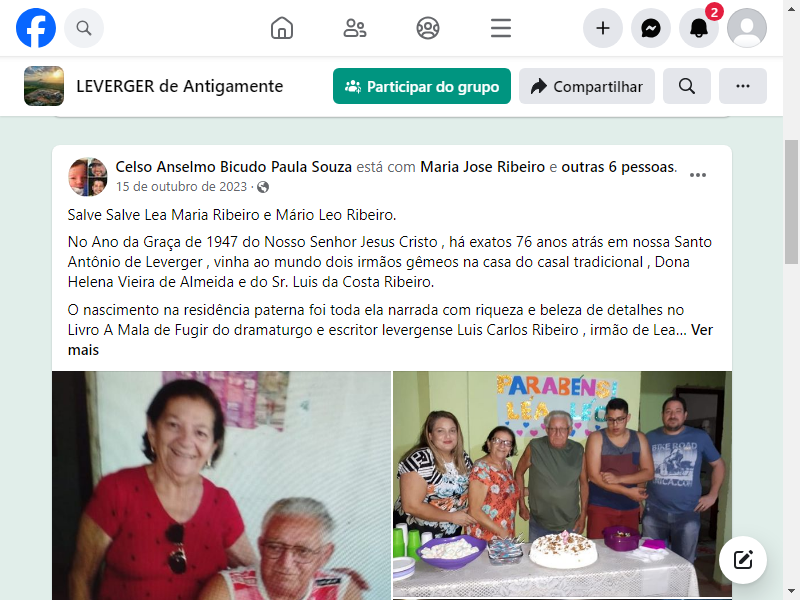 2
LEVERGER de Antigamente
Participar do grupo
Compartilhar
Celso Anselmo Bicudo Paula Souza está com Maria Jose Ribeiro e outras 6 pessoas.
15 de outubro de 2023 ·
Salve Salve Lea Maria Ribeiro e Mário Leo Ribeiro.
No Ano da Graça de 1947 do Nosso Senhor Jesus Cristo , há exatos 76 anos atrás em nossa Santo
Antônio de Leverger , vinha ao mundo dois irmãos gêmeos na casa do casal tradicional , Dona
Helena Vieira de Almeida e do Sr. Luis da Costa Ribeiro.
O nascimento na residência paterna foi toda ela narrada com riqueza e beleza de detalhes no
Livro A Mala de Fugir do dramaturgo e escritor levergense Luis Carlos Ribeiro , irmão de Lea... Ver
mais
PARABÉNS!
LÉA
BIKE ROAD